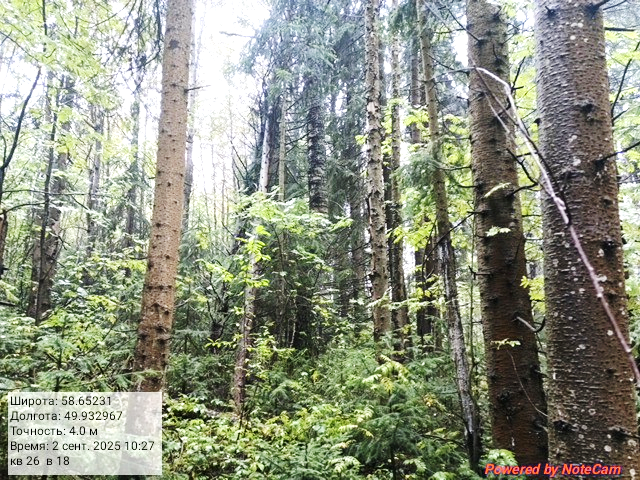 Широта: 58.65231
Долгота: 49.932967
Точность: 4.0 м
Время: 2 сент. 2025 10:27
кв 26 в 18
Powered by NoteCam